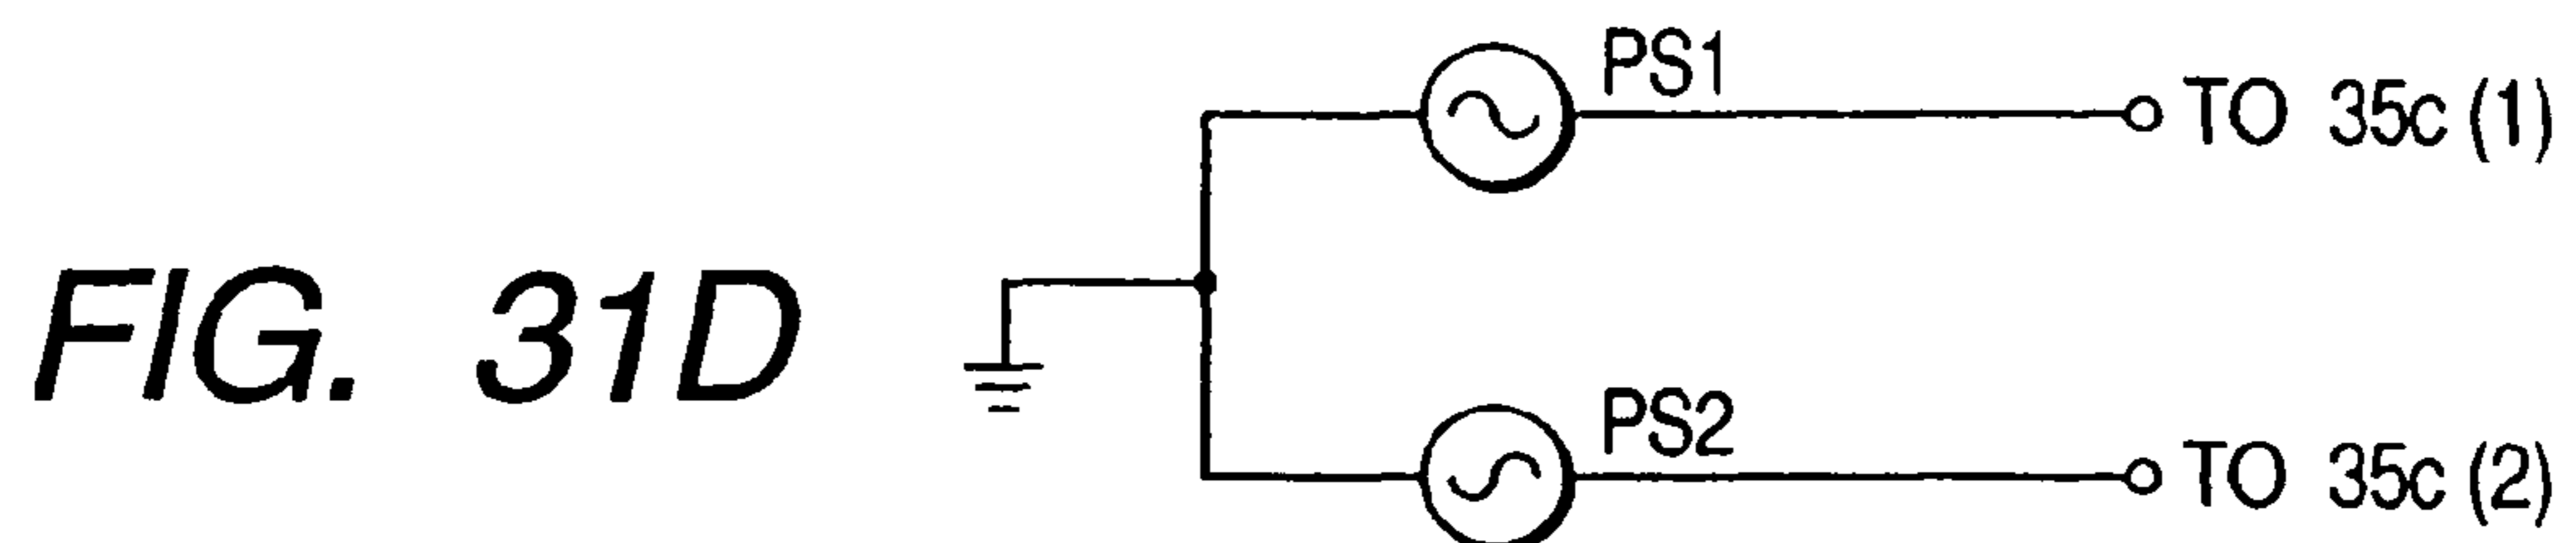 PS1
TO 35c (1)
FIG. 31D
PS2
TO 35c (2)